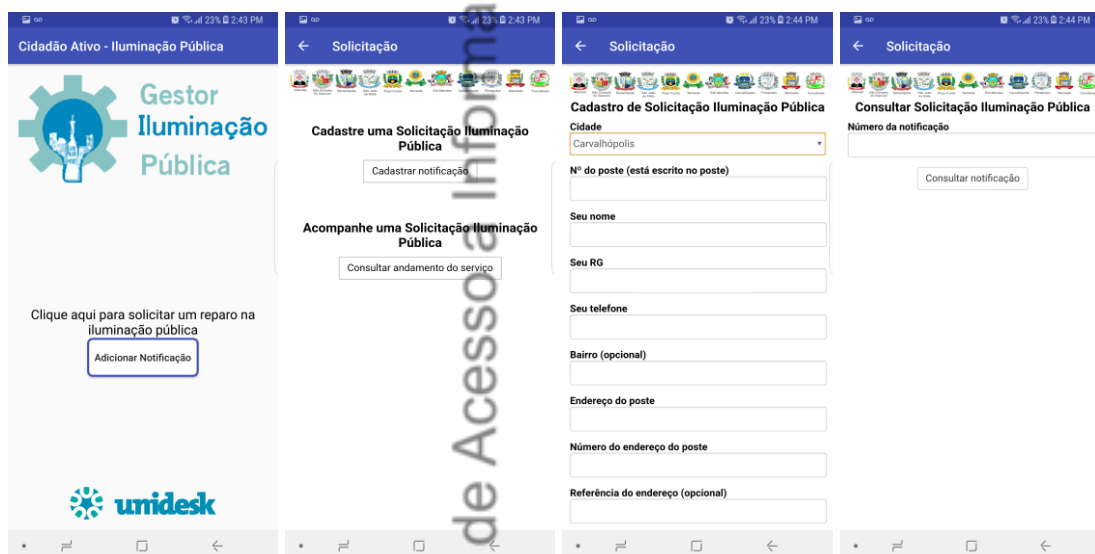 23% 2:43 PM
Cidadão Ativo - Iluminação Pública
Gestor
Iluminação
Pública
Clique aqui para solicitar um reparo na
iluminação pública
Adicionar Notificação
unidesk
23% 2:43 PM
Solicitação
Cadastre uma Solicitação Iluminação
Pública
Cadastrar notificação
Acompanhe uma Solicitação Iluminação
Pública
Consultar andamento do serviço
de Acesso a Informa
23% 2:44 PM
Solicitação
Cadastro de Solicitação Iluminação Pública
Cidade
Carvalhópolis
Nº do poste (está escrito no poste)
Seu nome
Seu RG
Seu telefone
Bairro (opcional)
Endereço do poste
Número do endereço do poste
Referência do endereço (opcional)
23% 2:44 PM
Solicitação
Consultar Solicitação Iluminação Pública
Número da notificação
Consultar notificação